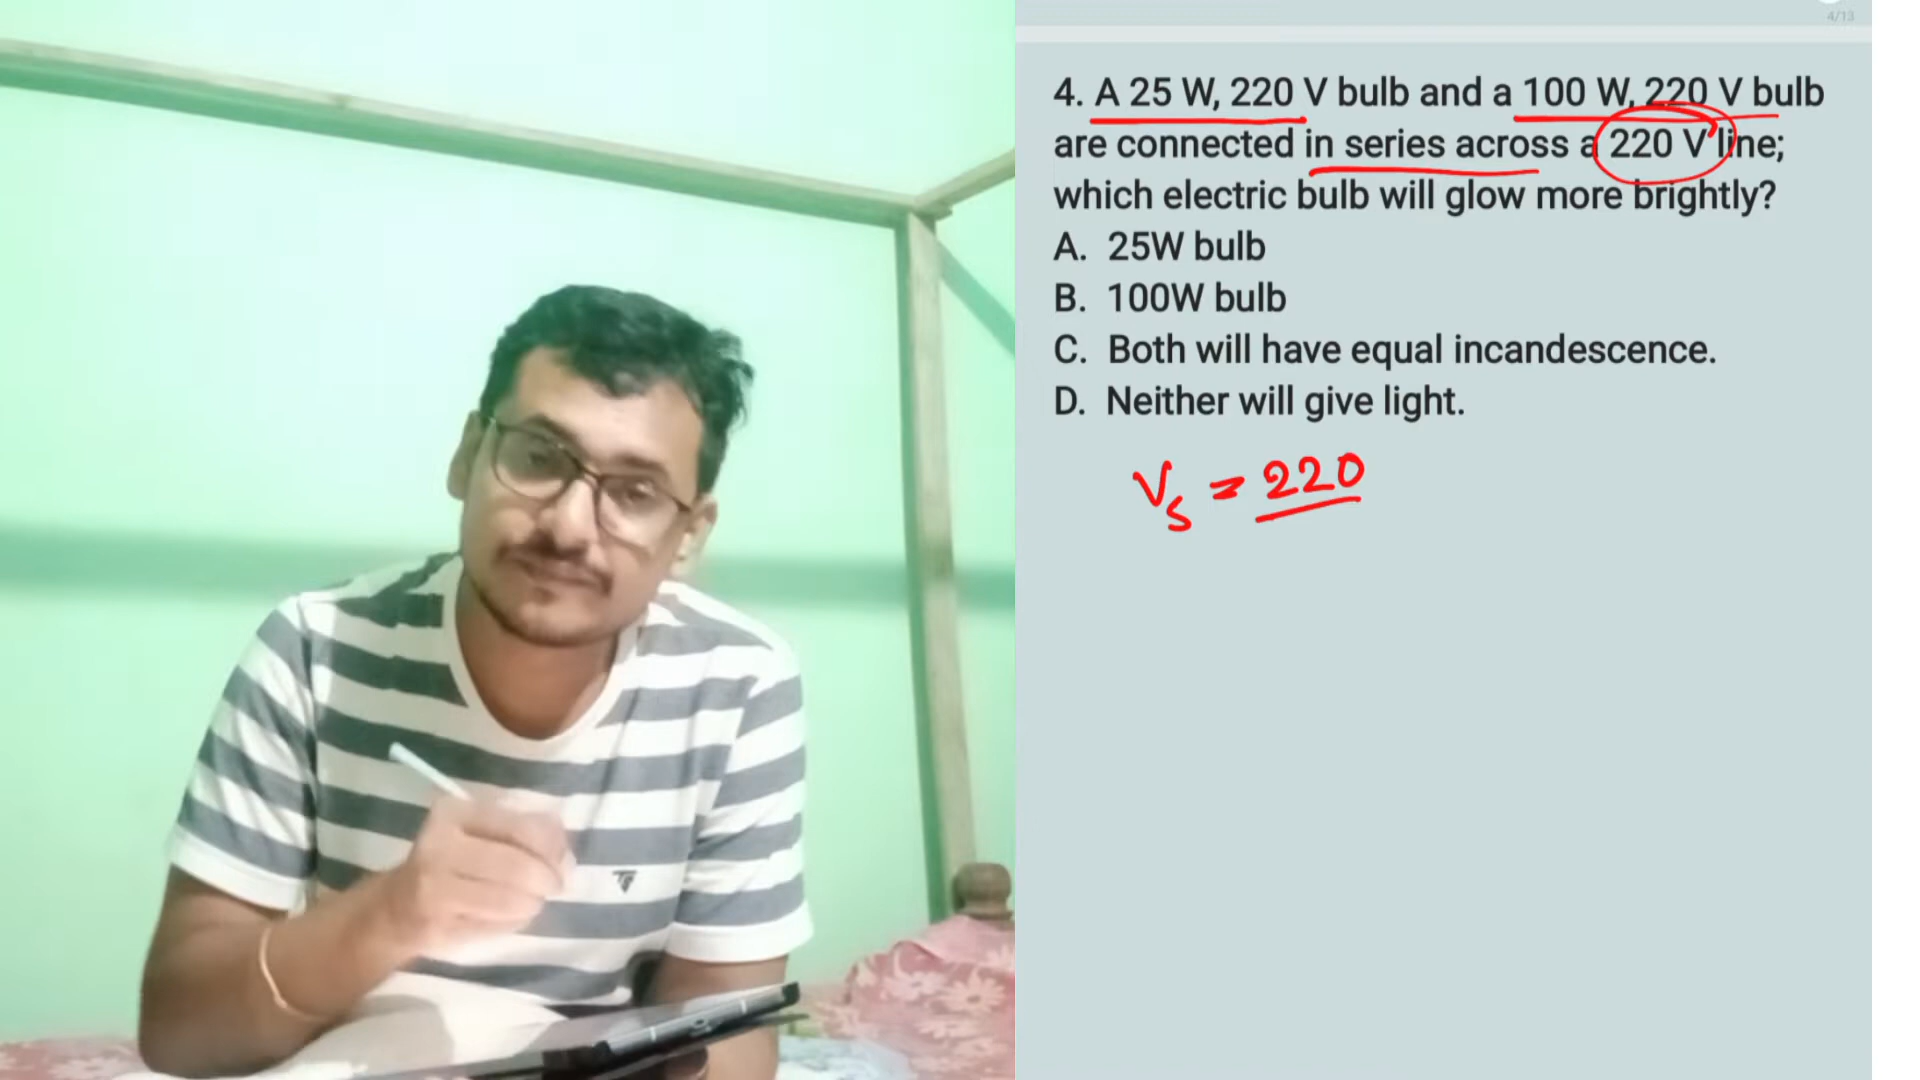 4/13
4. A 25 W, 220 V bulb and a 100 W, 220 V bulb
are connected in series across a 220 V line;
which electric bulb will glow more brightly?
A. 25W bulb
B. 100W bulb
C. Both will have equal incandescence.
D. Neither will give light.
Vs = 220